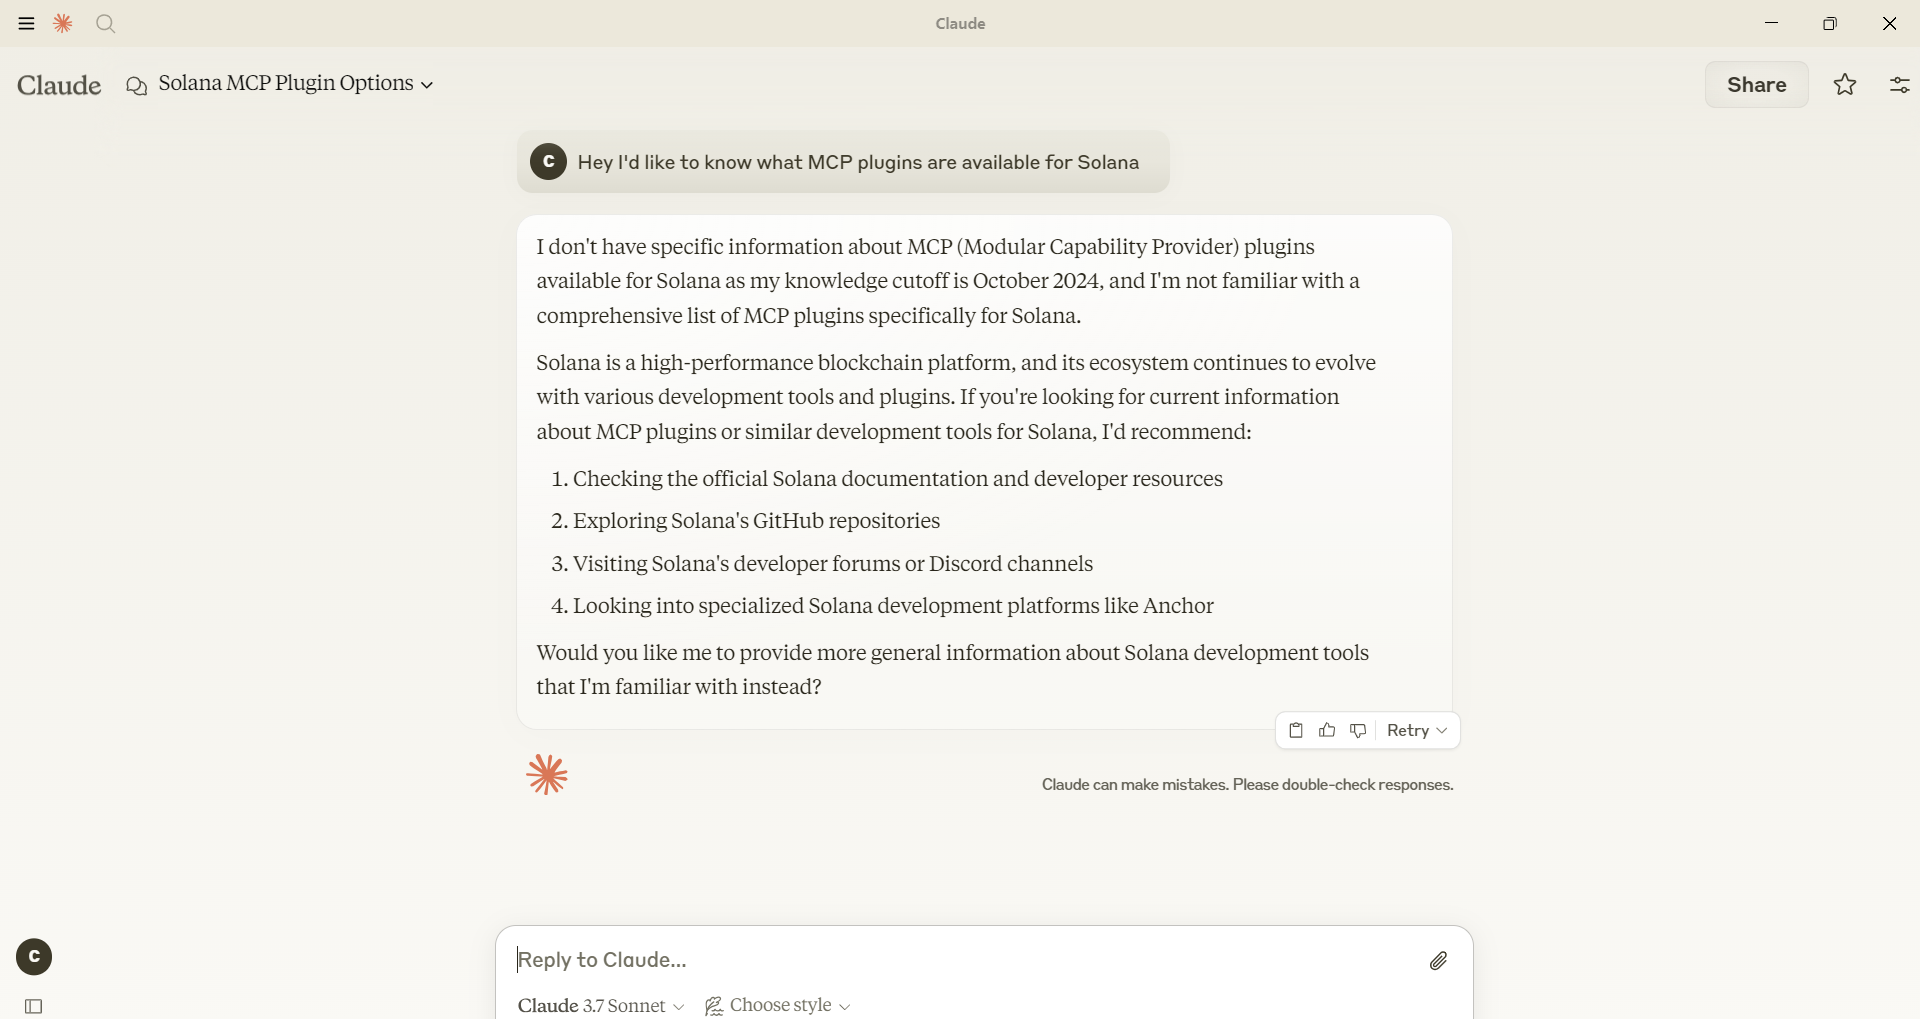 Claude
Claude
Solana MCP Plugin Options
Share
C
Hey I'd like to know what MCP plugins are available for Solana
I don't have specific information about MCP (Modular Capability Provider) plugins
available for Solana as my knowledge cutoff is October 2024, and I'm not familiar with a
comprehensive list of MCP plugins specifically for Solana.
Solana is a high-performance blockchain platform, and its ecosystem continues to evolve
with various development tools and plugins. If you're looking for current information
about MCP plugins or similar development tools for Solana, I'd recommend:
1. Checking the official Solana documentation and developer resources
2. Exploring Solana's GitHub repositories
3. Visiting Solana's developer forums or Discord channels
4. Looking into specialized Solana development platforms like Anchor
Would you like me to provide more general information about Solana development tools
that I'm familiar with instead?
Retry
Claude can make mistakes. Please double-check responses.
C
Reply to Claude...
Claude 3.7 Sonnet
Choose style